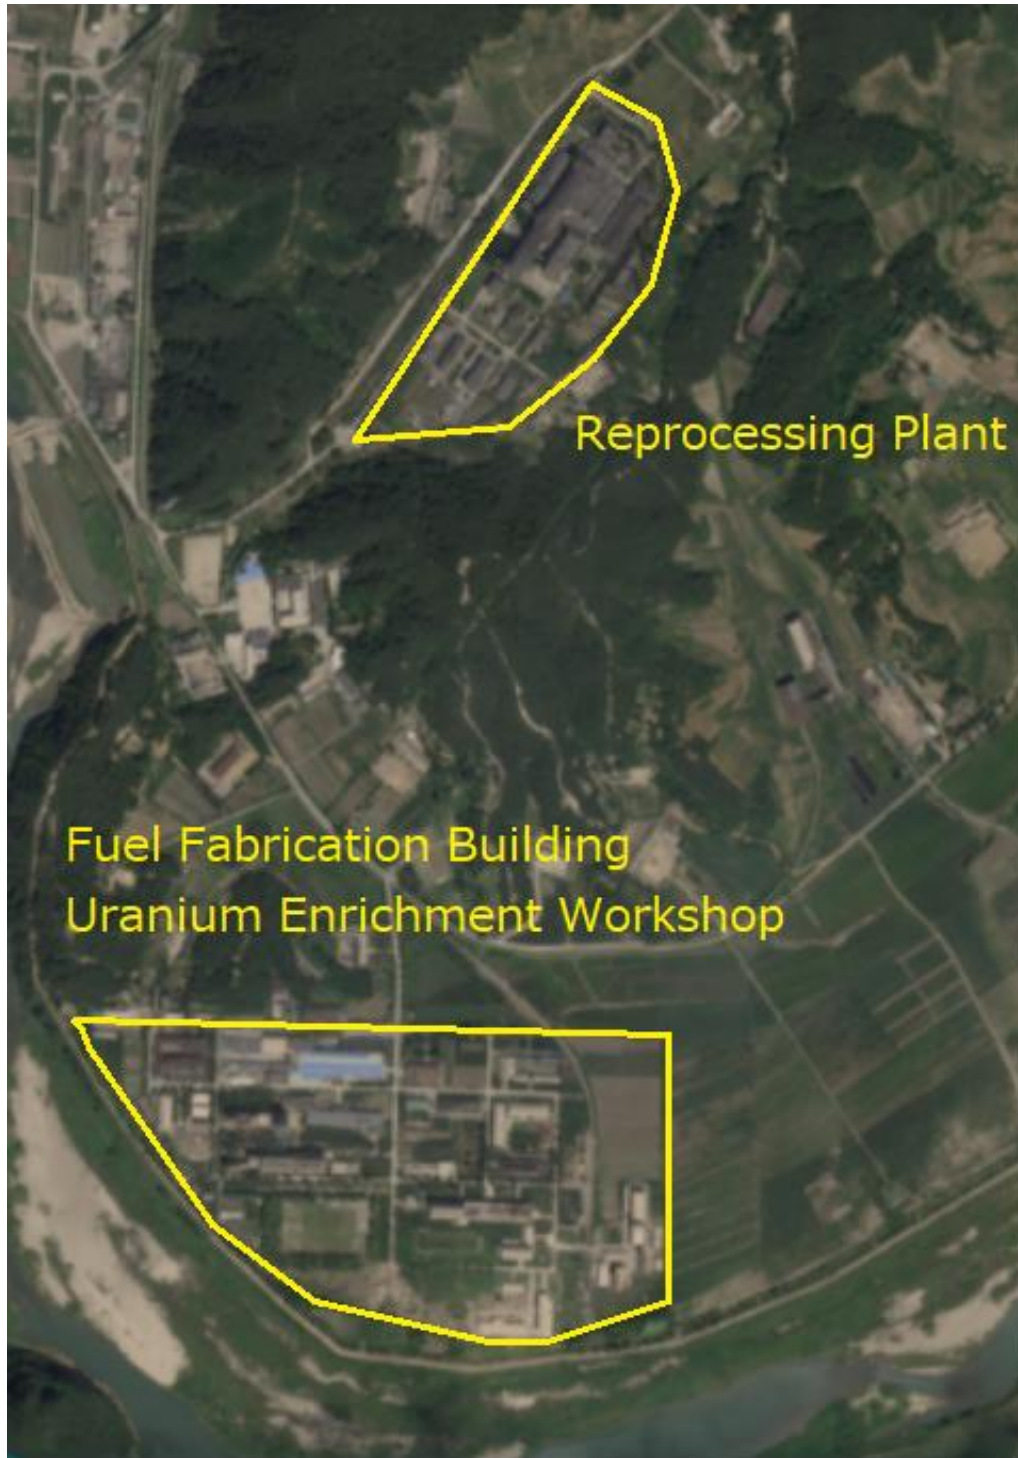 Reprocessing Plant
Fuel Fabrication Building
Uranium Enrichment Workshop